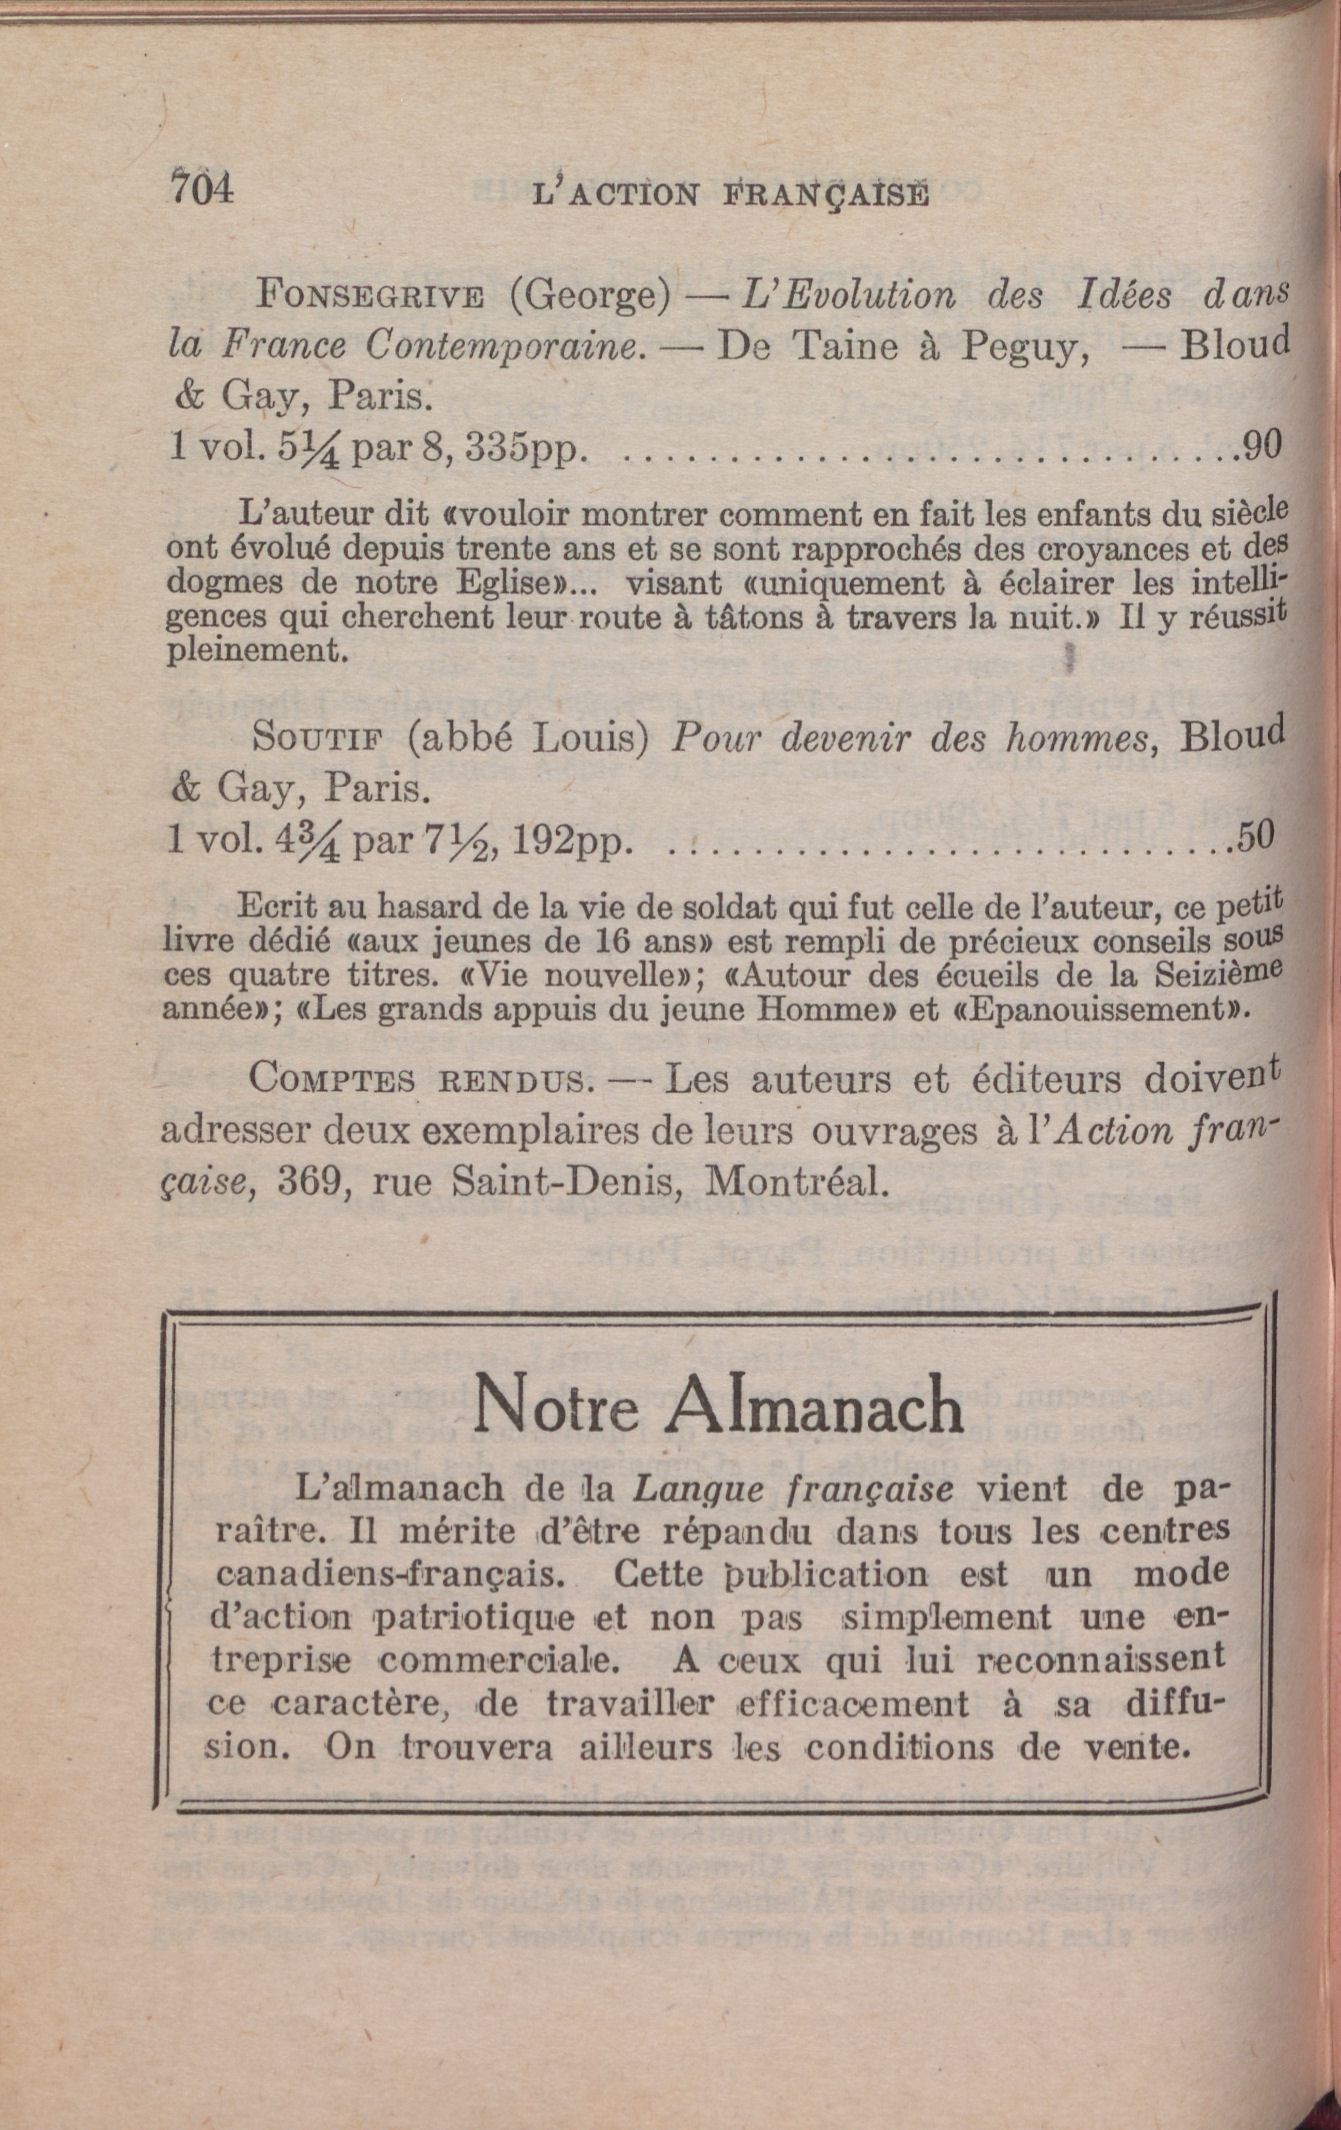 704 L'ACTION FRANÇAISE
FONSEGRIVE (George) — L'Evolution des Idées dans
la France Contemporaine. — De Taine à Peguy, — Bloud
& Gay, Paris.
1 vol. 5¼ par 8, 335pp. ..............................90
L'auteur dit «vouloir montrer comment en fait les enfants du siècle
ont évolué depuis trente ans et se sont rapprochés des croyances et des
dogmes de notre Eglise»... visant «uniquement à éclairer les intelli-
gences qui cherchent leur route à tâtons à travers la nuit.» Il y réussit
pleinement.
SOUTIF (abbé Louis) Pour devenir des hommes, Bloud
& Gay, Paris.
1 vol. 4¾ par 7½, 192pp. ...........................50
Ecrit au hasard de la vie de soldat qui fut celle de l'auteur, ce petit
livre dédié «aux jeunes de 16 ans» est rempli de précieux conseils sous
ces quatre titres. «Vie nouvelle»; «Autour des écueils de la Seizième
année»; «Les grands appuis du jeune Homme» et «Epanouissement».
COMPTES RENDUS. — Les auteurs et éditeurs doivent
adresser deux exemplaires de leurs ouvrages à l'Action fran-
çaise, 369, rue Saint-Denis, Montréal.
Notre Almanach
L'almanach de la Langue française vient de pa-
raître. Il mérite d'être répandu dans tous les centres
canadiens-français. Cette publication est un mode
d'action patriotique et non pas simplement une en-
treprise commerciale. A ceux qui lui reconnaissent
ce caractère, de travailler efficacement à sa diffu-
sion. On trouvera ailleurs les conditions de vente.